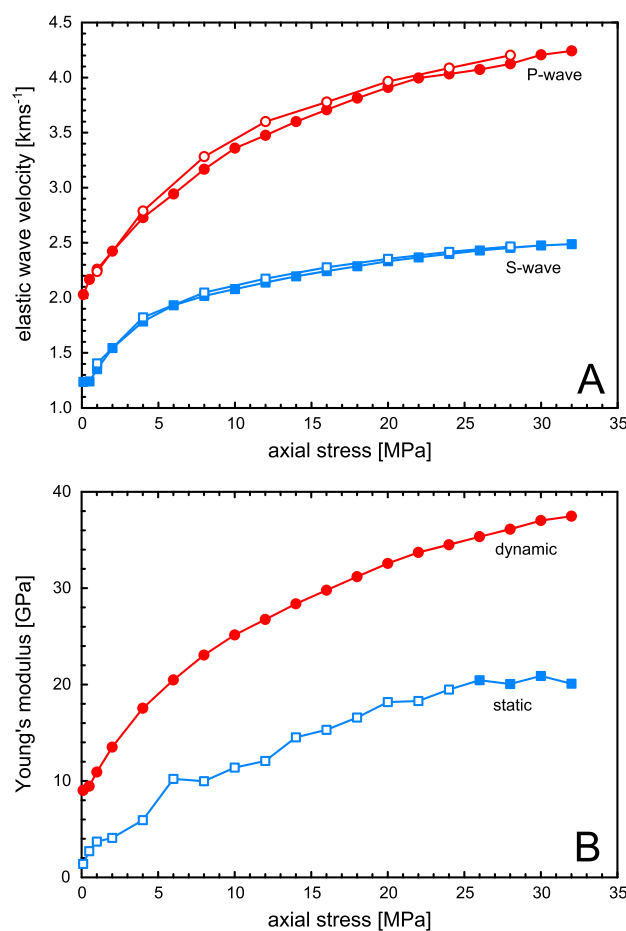 4.5
4.0
3.5
3.0
2.5
2.0
1.5
1.0
elastic wave velocity [kms⁻¹]
P-wave
S-wave
A
0 5 10 15 20 25 30 35
axial stress [MPa]
40
30
20
10
0
Young's modulus [GPa]
dynamic
static
B
0 5 10 15 20 25 30 35
axial stress [MPa]